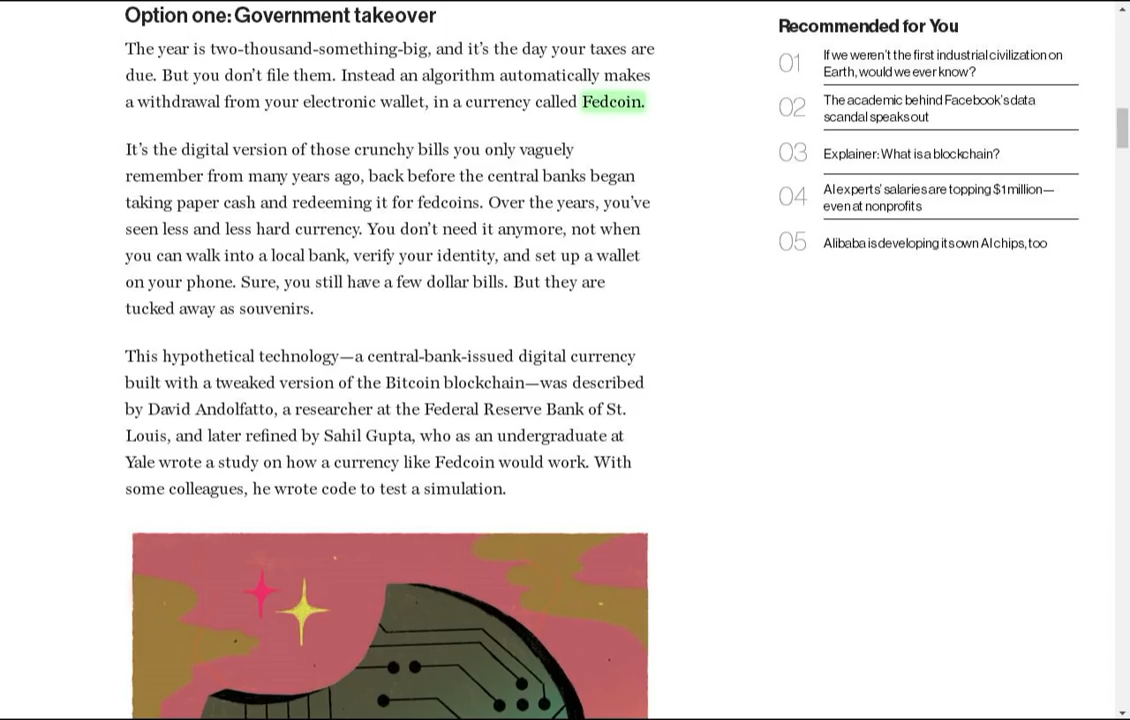 Option one: Government takeover
The year is two-thousand-something-big, and it’s the day your taxes are
due. But you don’t file them. Instead an algorithm automatically makes
a withdrawal from your electronic wallet, in a currency called Fedcoin.
It’s the digital version of those crunchy bills you only vaguely
remember from many years ago, back before the central banks began
taking paper cash and redeeming it for fedcoins. Over the years, you’ve
seen less and less hard currency. You don’t need it anymore, not when
you can walk into a local bank, verify your identity, and set up a wallet
on your phone. Sure, you still have a few dollar bills. But they are
tucked away as souvenirs.
This hypothetical technology—a central-bank-issued digital currency
built with a tweaked version of the Bitcoin blockchain—was described
by David Andolfatto, a researcher at the Federal Reserve Bank of St.
Louis, and later refined by Sahil Gupta, who as an undergraduate at
Yale wrote a study on how a currency like Fedcoin would work. With
some colleagues, he wrote code to test a simulation.
Recommended for You
01 If we weren’t the first industrial civilization on
Earth, would we ever know?
02 The academic behind Facebook’s data
scandal speaks out
03 Explainer: What is a blockchain?
04 AI experts’ salaries are topping $1 million—
even at nonprofits
05 Alibaba is developing its own AI chips, too